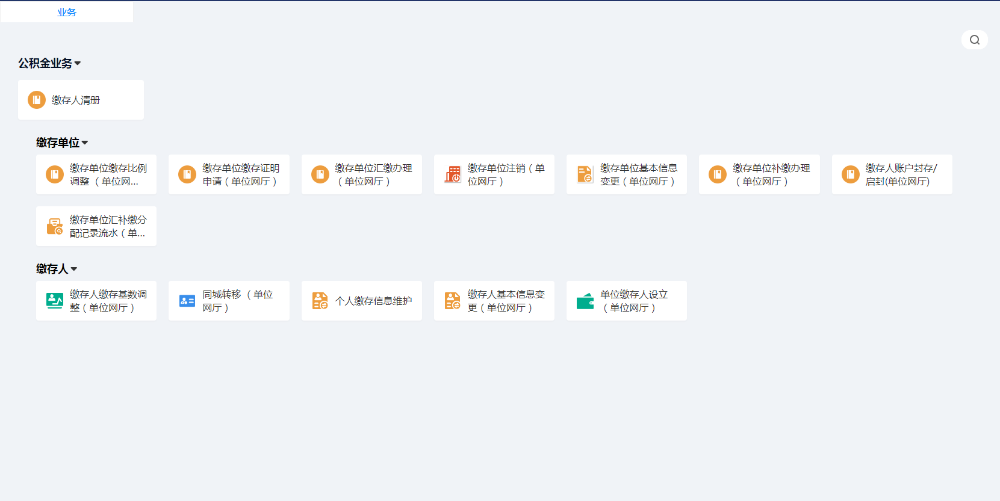 业务
公积金业务
缴存人清册
缴存单位
缴存单位缴存比例
调整 （单位网...
缴存单位缴存证明
申请（单位网厅）
缴存单位汇缴办理
（单位网厅）
缴存单位注销（单
位网厅）
缴存单位基本信息
变更（单位网厅）
缴存单位补缴办理
（单位网厅）
缴存人账户封存/
启封(单位网厅)
缴存单位汇补缴分
配记录流水（单...
缴存人
缴存人缴存基数调
整（单位网厅）
同城转移 （单位
网厅）
个人缴存信息维护
缴存人基本信息变
更（单位网厅）
单位缴存人设立
（单位网厅）